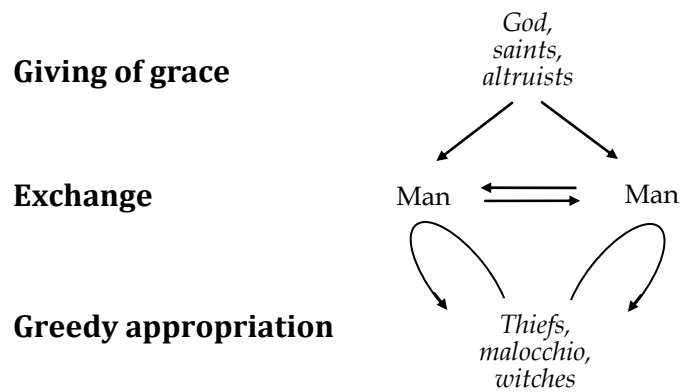 God,
saints,
altruists
Giving of grace
Exchange
Man
Man
Greedy appropriation
Thiefs,
malocchio,
witches